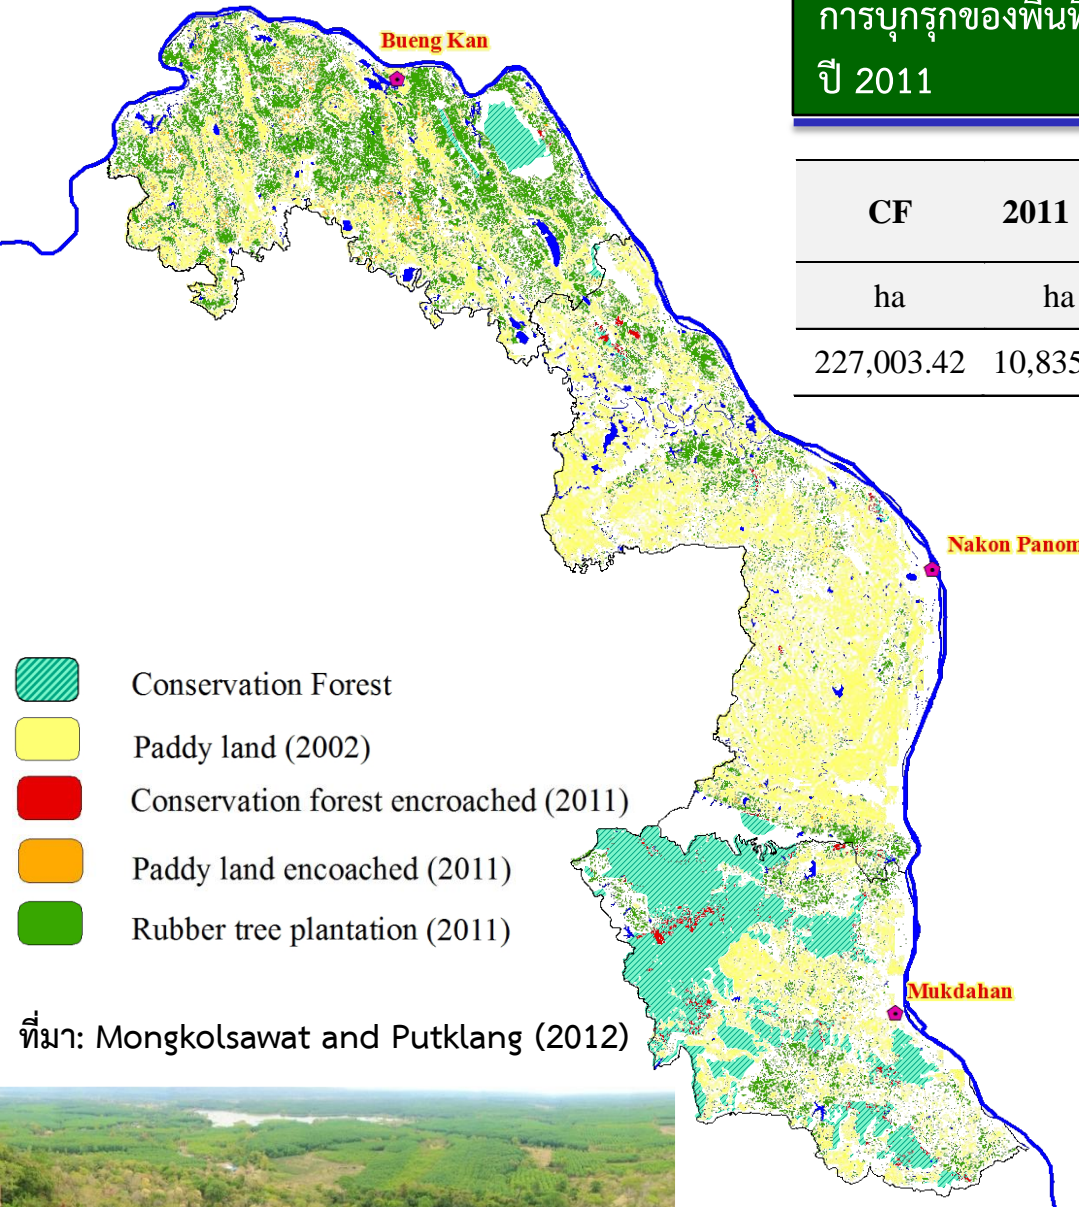 การบุกรุกของพื้นที่
ปี 2011
Bueng Kan
CF 2011
ha ha
227,003.42 10,835
Nakon Panom
Conservation Forest
Paddy land (2002)
Conservation forest encroached (2011)
Paddy land encoached (2011)
Rubber tree plantation (2011)
Mukdahan
ที่มา: Mongkolsawat and Putklang (2012)